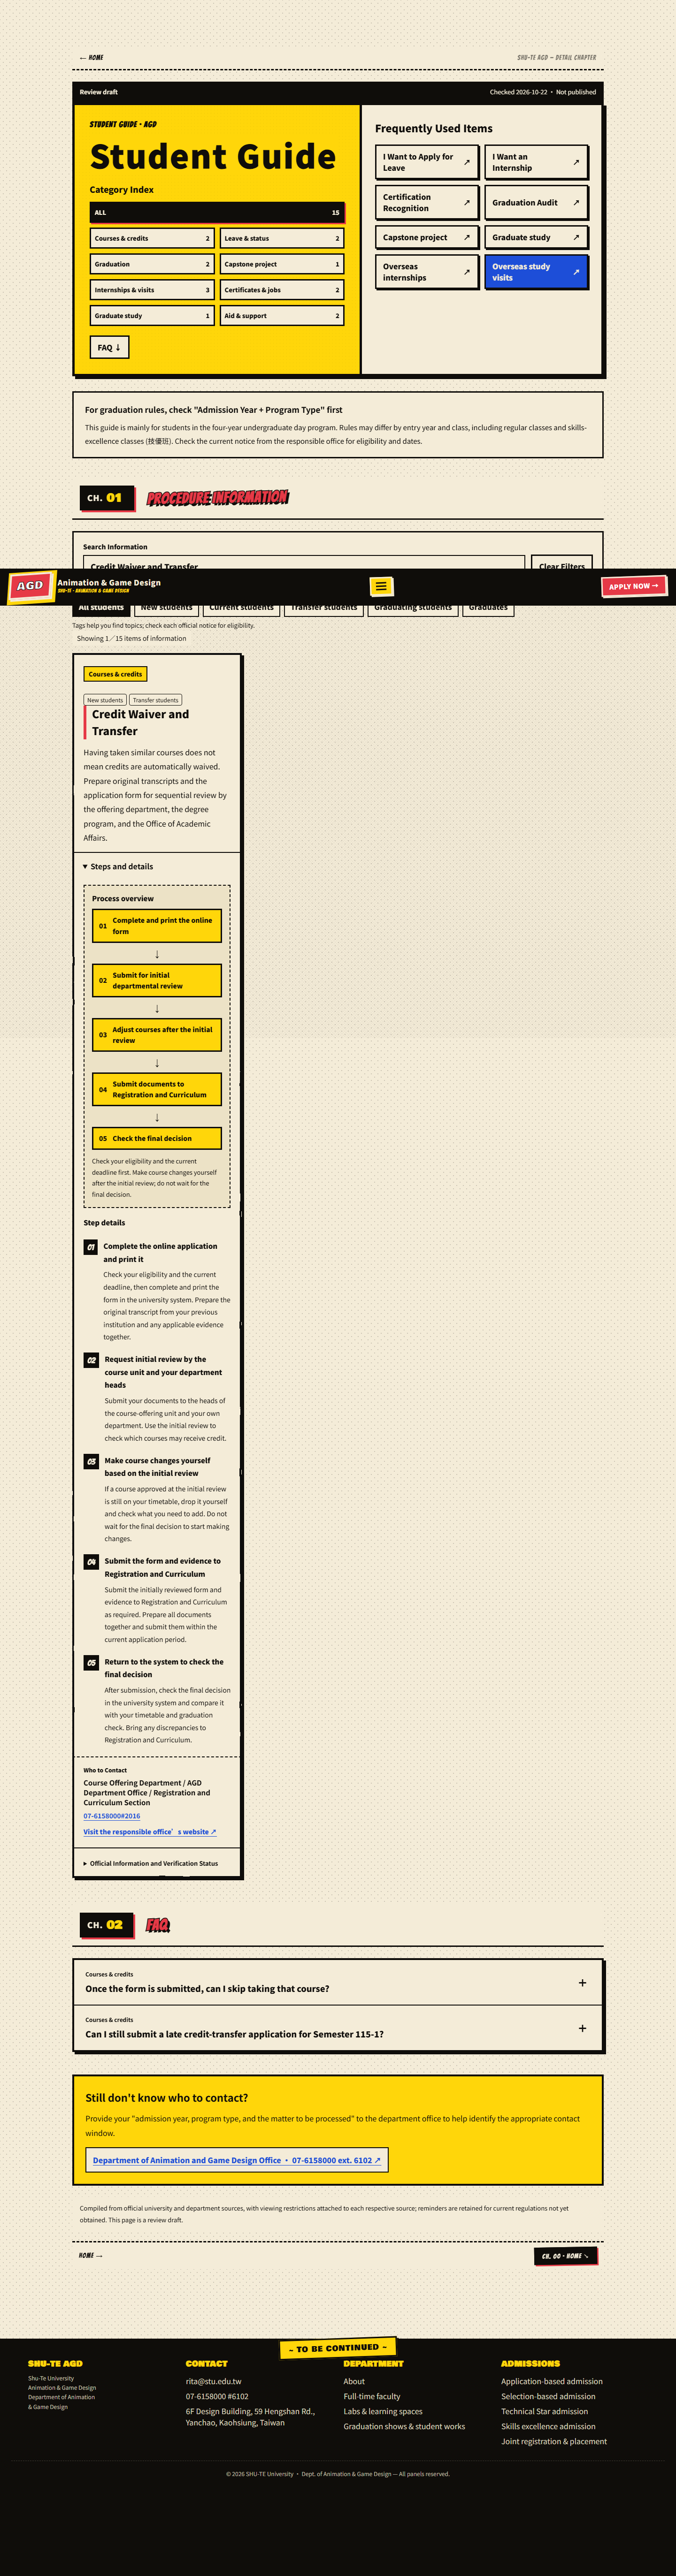 ← HOME
SHU-TE AGD — DETAIL CHAPTER
Review draft
Checked 2026-10-22 • Not published
STUDENT GUIDE · AGD
Student Guide
Category Index
ALL 15
Courses & credits 2
Leave & status 2
Graduation 2
Capstone project 1
Internships & visits 3
Certificates & jobs 2
Graduate study 1
Aid & support 2
FAQ ↓
Frequently Used Items
I Want to Apply for
Leave ↗
I Want an
Internship ↗
Certification
Recognition ↗
Graduation Audit ↗
Capstone project ↗
Graduate study ↗
Overseas
internships ↗
Overseas study
visits ↗
For graduation rules, check "Admission Year + Program Type" first
This guide is mainly for students in the four-year undergraduate day program. Rules may differ by entry year and class, including regular classes and skills-
excellence classes (技優班). Check the current notice from the responsible office for eligibility and dates.
CH. 01
PROCEDURE INFORMATION
Search Information
Credit Waiver and Transfer
Clear Filters
AGD
Animation & Game Design
SHU-TE · ANIMATION & GAME DESIGN
APPLY NOW →
All students
New students
Current students
Transfer students
Graduating students
Graduates
Tags help you find topics; check each official notice for eligibility.
Showing 1／15 items of information
Courses & credits
New students
Transfer students
Credit Waiver and
Transfer
Having taken similar courses does not
mean credits are automatically waived.
Prepare original transcripts and the
application form for sequential review by
the offering department, the degree
program, and the Office of Academic
Affairs.
▼ Steps and details
Process overview
01 Complete and print the online
form
↓
02 Submit for initial
departmental review
↓
03 Adjust courses after the initial
review
↓
04 Submit documents to
Registration and Curriculum
↓
05 Check the final decision
Check your eligibility and the current
deadline first. Make course changes yourself
after the initial review; do not wait for the
final decision.
Step details
01 Complete the online application
and print it
Check your eligibility and the current
deadline, then complete and print the
form in the university system. Prepare the
original transcript from your previous
institution and any applicable evidence
together.
02 Request initial review by the
course unit and your department
heads
Submit your documents to the heads of
the course-offering unit and your own
department. Use the initial review to
check which courses may receive credit.
03 Make course changes yourself
based on the initial review
If a course approved at the initial review
is still on your timetable, drop it yourself
and check what you need to add. Do not
wait for the final decision to start making
changes.
04 Submit the form and evidence to
Registration and Curriculum
Submit the initially reviewed form and
evidence to Registration and Curriculum
as required. Prepare all documents
together and submit them within the
current application period.
05 Return to the system to check the
final decision
After submission, check the final decision
in the university system and compare it
with your timetable and graduation
check. Bring any discrepancies to
Registration and Curriculum.
Who to Contact
Course Offering Department / AGD
Department Office / Registration and
Curriculum Section
07-6158000#2016
Visit the responsible office’s website ↗
▸ Official Information and Verification Status
CH. 02
FAQ
Courses & credits
Once the form is submitted, can I skip taking that course? +
Courses & credits
Can I still submit a late credit-transfer application for Semester 115-1? +
Still don't know who to contact?
Provide your "admission year, program type, and the matter to be processed" to the department office to help identify the appropriate contact
window.
Department of Animation and Game Design Office • 07-6158000 ext. 6102 ↗
Compiled from official university and department sources, with viewing restrictions attached to each respective source; reminders are retained for current regulations not yet
obtained. This page is a review draft.
HOME →
CH. 00 · HOME ↘
~ TO BE CONTINUED ~
SHU-TE AGD
Shu-Te University
Animation & Game Design
Department of Animation
& Game Design
CONTACT
rita@stu.edu.tw
07-6158000 #6102
6F Design Building, 59 Hengshan Rd.,
Yanchao, Kaohsiung, Taiwan
DEPARTMENT
About
Full-time faculty
Labs & learning spaces
Graduation shows & student works
ADMISSIONS
Application-based admission
Selection-based admission
Technical Star admission
Skills excellence admission
Joint registration & placement
© 2026 SHU-TE University • Dept. of Animation & Game Design — All panels reserved.